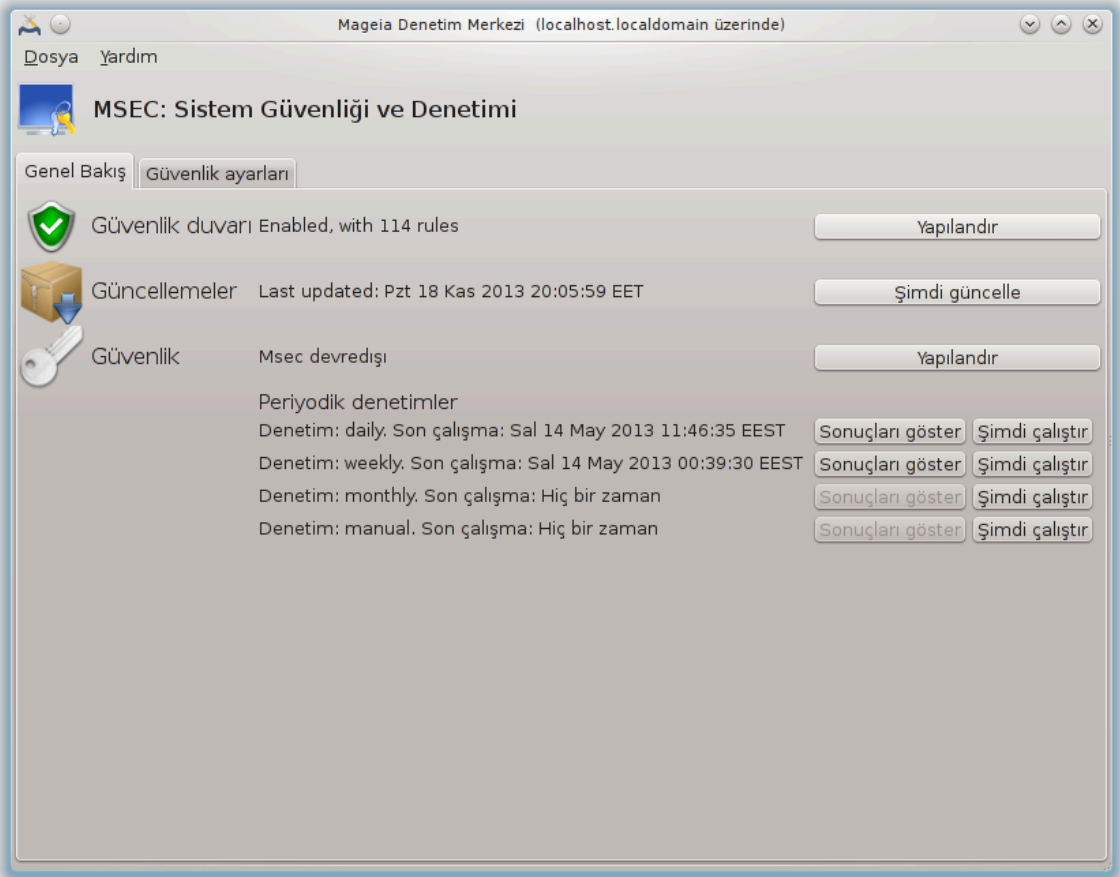 Mageia Denetim Merkezi (localhost.localdomain üzerinde)
Dosya Yardım
MSEC: Sistem Güvenliği ve Denetimi
Genel Bakış Güvenlik ayarları
Güvenlik duvarı Enabled, with 114 rules Yapılandır
Güncellemeler Last updated: Pzt 18 Kas 2013 20:05:59 EET Şimdi güncelle
Güvenlik Msec devredışı Yapılandır
Periyodik denetimler
Denetim: daily. Son çalışma: Sal 14 May 2013 11:46:35 EEST Sonuçları göster Şimdi çalıştır
Denetim: weekly. Son çalışma: Sal 14 May 2013 00:39:30 EEST Sonuçları göster Şimdi çalıştır
Denetim: monthly. Son çalışma: Hiç bir zaman Sonuçları göster Şimdi çalıştır
Denetim: manual. Son çalışma: Hiç bir zaman Sonuçları göster Şimdi çalıştır